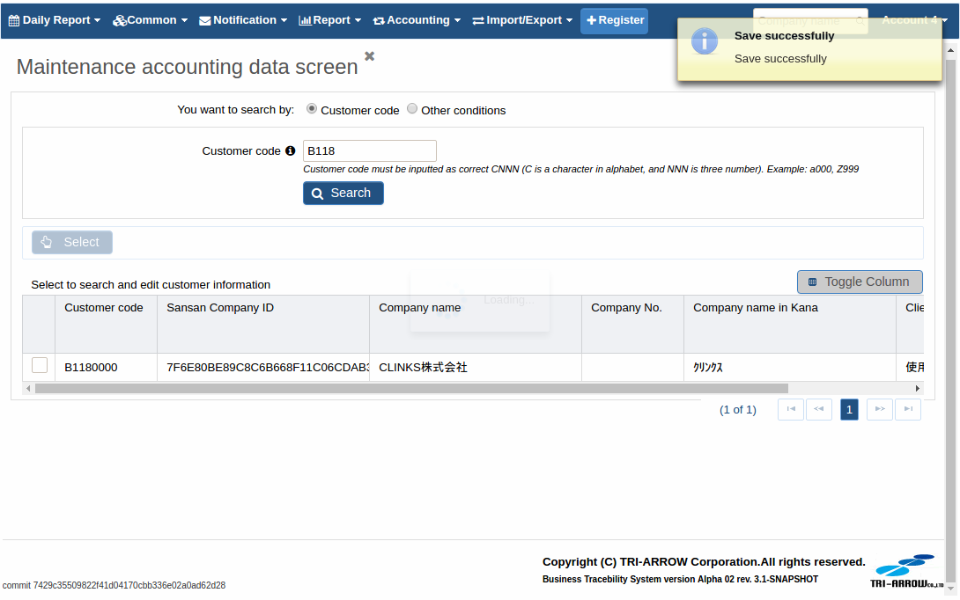 Daily Report Common Notification Report Accounting Import/Export Register Company name Account 4
Save successfully
Save successfully
Maintenance accounting data screen
You want to search by: Customer code Other conditions
Customer code B118
Customer code must be inputted as correct CNNN (C is a character in alphabet, and NNN is three number). Example: a000, Z999
Search
Select
Select to search and edit customer information
Toggle Column
Loading...
Customer code Sansan Company ID Company name Company No. Company name in Kana Clie
B1180000 7F6E80BE89C8C6B668F11C06CDAB3 CLINKS株式会社 ｸﾘﾝｸｽ 使用
(1 of 1) 1
Copyright (C) TRI-ARROW Corporation.All rights reserved.
Business Tracebility System version Alpha 02 rev. 3.1-SNAPSHOT
TRI-ARROW Co.,LTD
commit 7429c35509822f41d04170cbb336e02a0ad62d28